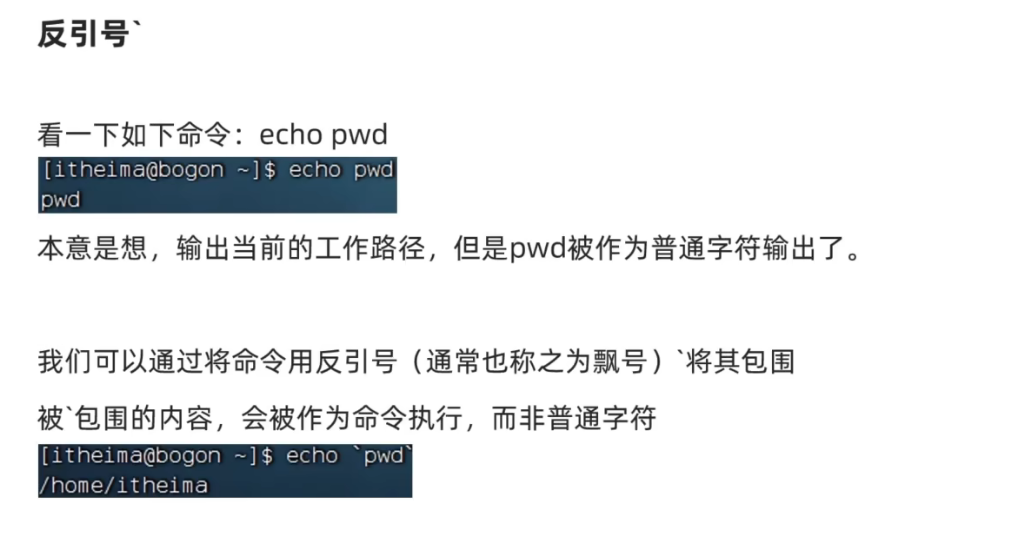 反引号`
看一下如下命令：echo pwd
[itheima@bogon ~]$ echo pwd
pwd
本意是想，输出当前的工作路径，但是pwd被作为普通字符输出了。
我们可以通过将命令用反引号（通常也称之为飘号）`将其包围
被`包围的内容，会被作为命令执行，而非普通字符
[itheima@bogon ~]$ echo `pwd`
/home/itheima